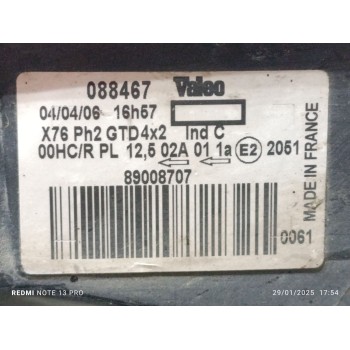 088467 Valeo
04/04/06 16h57
X76 Ph2 GTD4x2 Ind C
00HC/R PL 12,5 02A 01 1a E2 2051
89008707
MADE IN FRANCE
0061
REDMI NOTE 13 PRO
29/01/2025 17:54